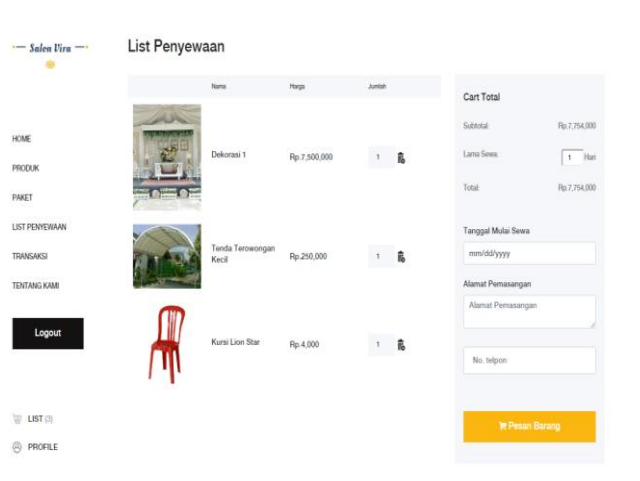 Salon Vira
HOME
PRODUK
PAKET
LIST PENYEWAAN
TRANSAKSI
TENTANG KAMI
Logout
LIST (3)
PROFILE
List Penyewaan
Nama Harga Jumlah
Dekorasi 1 Rp.7,500,000 1
Tenda Terowongan
Kecil Rp.250,000 1
Kursi Lion Star Rp.4,000 1
Cart Total
Subtotal: Rp.7,754,000
Lama Sewa: 1 Hari
Total: Rp.7,754,000
Tanggal Mulai Sewa
mm/dd/yyyy
Alamat Pemasangan
Alamat Pemasangan
No. telpon
Pesan Barang